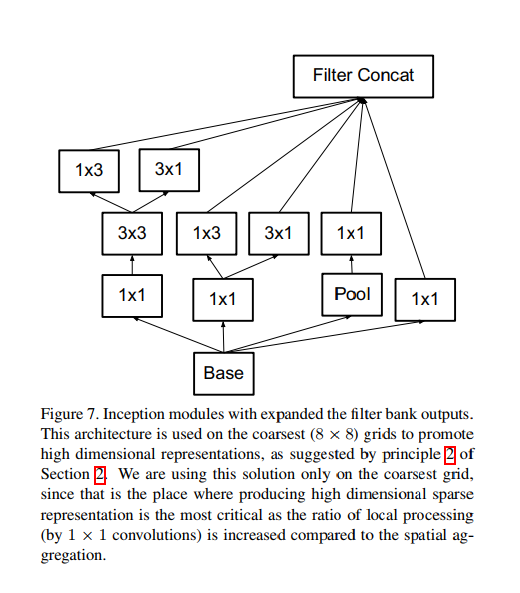 Filter Concat
1x3 3x1
3x3 1x3 3x1 1x1
1x1 1x1 Pool 1x1
Base
Figure 7. Inception modules with expanded the filter bank outputs.
This architecture is used on the coarsest (8 × 8) grids to promote
high dimensional representations, as suggested by principle 2 of
Section 2. We are using this solution only on the coarsest grid,
since that is the place where producing high dimensional sparse
representation is the most critical as the ratio of local processing
(by 1 × 1 convolutions) is increased compared to the spatial ag-
gregation.